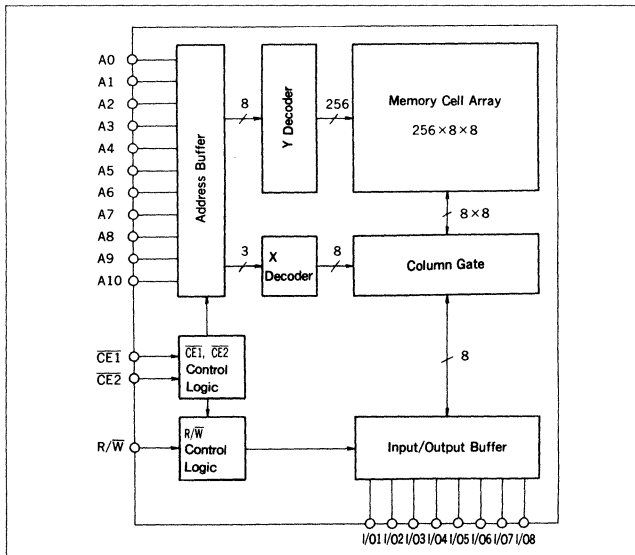 A0
A1
A2
A3
A4
A5
A6
A7
A8
A9
A10
Address Buffer
8
Y Decoder
256
Memory Cell Array
256×8×8
8×8
3
X
Decoder
8
Column Gate
CE1
CE2
CE1, CE2
Control
Logic
8
R/W
R/W
Control
Logic
Input/Output Buffer
I/O1 I/O2 I/O3 I/O4 I/O5 I/O6 I/O7 I/O8